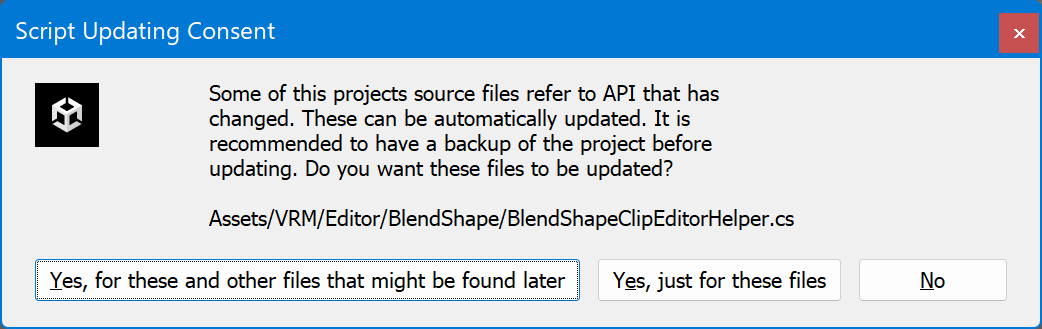 Script Updating Consent
Some of this projects source files refer to API that has
changed. These can be automatically updated. It is
recommended to have a backup of the project before
updating. Do you want these files to be updated?
Assets/VRM/Editor/BlendShape/BlendShapeClipEditorHelper.cs
Yes, for these and other files that might be found later
Yes, just for these files
No